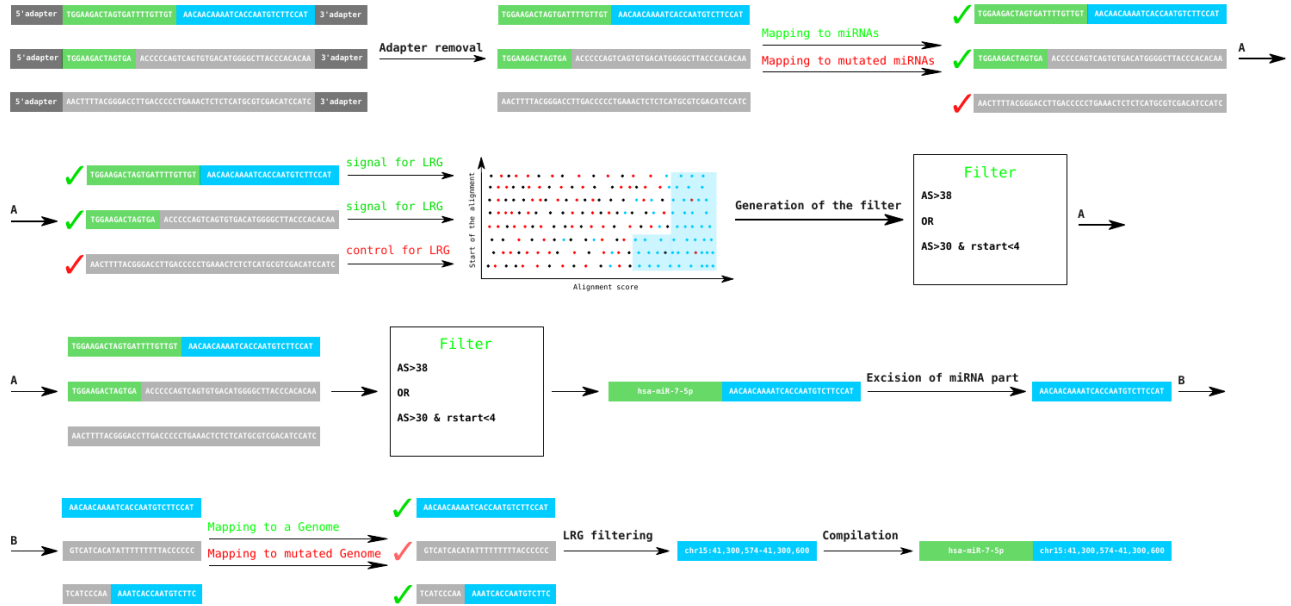 5'adapter TGGAAGACTAGTGATTTTGTTGT AACAACAAAATCACCAATGTCTTCCAT 3'adapter
TGGAAGACTAGTGATTTTGTTGT AACAACAAAATCACCAATGTCTTCCAT
TGGAAGACTAGTGATTTTGTTGT AACAACAAAATCACCAATGTCTTCCAT
Mapping to miRNAs
Adapter removal
A
5'adapter TGGAAGACTAGTGA ACCCCCAGTCAGTGTGACATGGGGCTTACCCACACAA 3'adapter
TGGAAGACTAGTGA ACCCCCAGTCAGTGTGACATGGGGCTTACCCACACAA
Mapping to mutated miRNAs
TGGAAGACTAGTGA ACCCCCAGTCAGTGTGACATGGGGCTTACCCACACAA
5'adapter AACTTTTACGGGACCTTGACCCCCTGAAACTCTCTCATGCGTCGACATCCATC 3'adapter
AACTTTTACGGGACCTTGACCCCCTGAAACTCTCTCATGCGTCGACATCCATC
AACTTTTACGGGACCTTGACCCCCTGAAACTCTCTCATGCGTCGACATCCATC
signal for LRG
TGGAAGACTAGTGATTTTGTTGT AACAACAAAATCACCAATGTCTTCCAT
A
signal for LRG
TGGAAGACTAGTGA ACCCCCAGTCAGTGTGACATGGGGCTTACCCACACAA
control for LRG
AACTTTTACGGGACCTTGACCCCCTGAAACTCTCTCATGCGTCGACATCCATC
Start of the alignment
Alignment score
Generation of the filter
Filter
AS>38
OR
AS>30 & rstart<4
A
TGGAAGACTAGTGATTTTGTTGT AACAACAAAATCACCAATGTCTTCCAT
A
TGGAAGACTAGTGA ACCCCCAGTCAGTGTGACATGGGGCTTACCCACACAA
AACTTTTACGGGACCTTGACCCCCTGAAACTCTCTCATGCGTCGACATCCATC
Filter
AS>38
OR
AS>30 & rstart<4
hsa-miR-7-5p AACAACAAAATCACCAATGTCTTCCAT
Excision of miRNA part
AACAACAAAATCACCAATGTCTTCCAT
B
AACAACAAAATCACCAATGTCTTCCAT
B
GTCATCACATATTTTTTTTTACCCCCC
TCATCCCAA AAATCACCAATGTCTTC
Mapping to a Genome
Mapping to mutated Genome
AACAACAAAATCACCAATGTCTTCCAT
GTCATCACATATTTTTTTTTACCCCCC
TCATCCCAA AAATCACCAATGTCTTC
LRG filtering
chr15:41,300,574-41,300,600
Compilation
hsa-miR-7-5p chr15:41,300,574-41,300,600